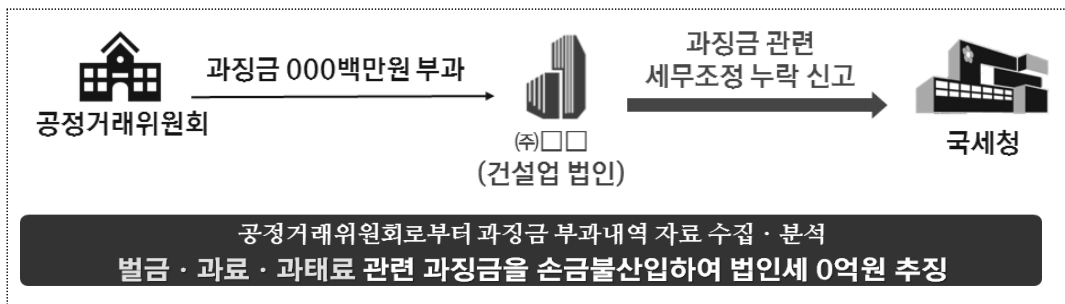 과징금 000백만원 부과
공정거래위원회
㈜□□
(건설업 법인)
과징금 관련
세무조정 누락 신고
국세청
공정거래위원회로부터 과징금 부과내역 자료 수집 · 분석
벌금 · 과료 · 과태료 관련 과징금을 손금불산입하여 법인세 0억원 추징